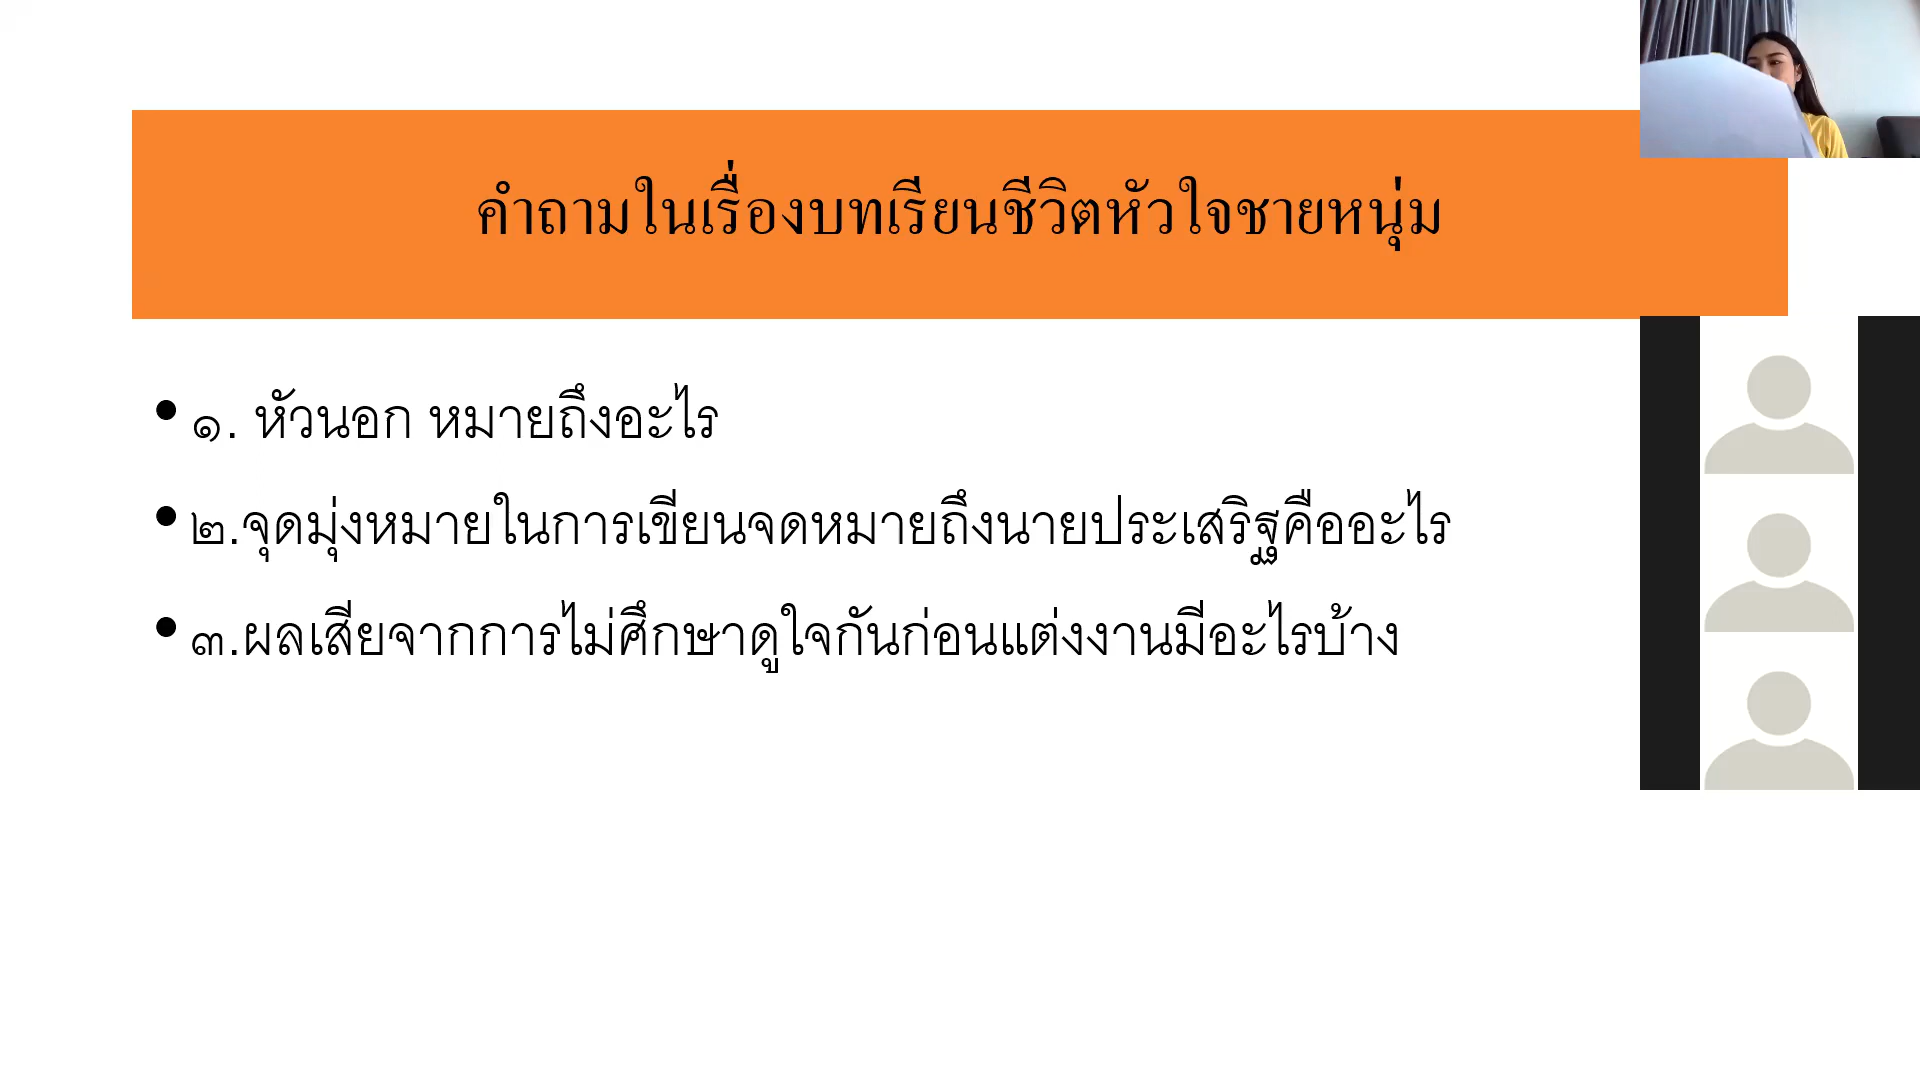 คำถามในเรื่องบทเรียนชีวิตหัวใจชายหนุ่ม
• ๑. หัวนอก หมายถึงอะไร
• ๒.จุดมุ่งหมายในการเขียนจดหมายถึงนายประเสริฐคืออะไร
• ๓.ผลเสียจากการไม่ศึกษาดูใจกันก่อนแต่งงานมีอะไรบ้าง